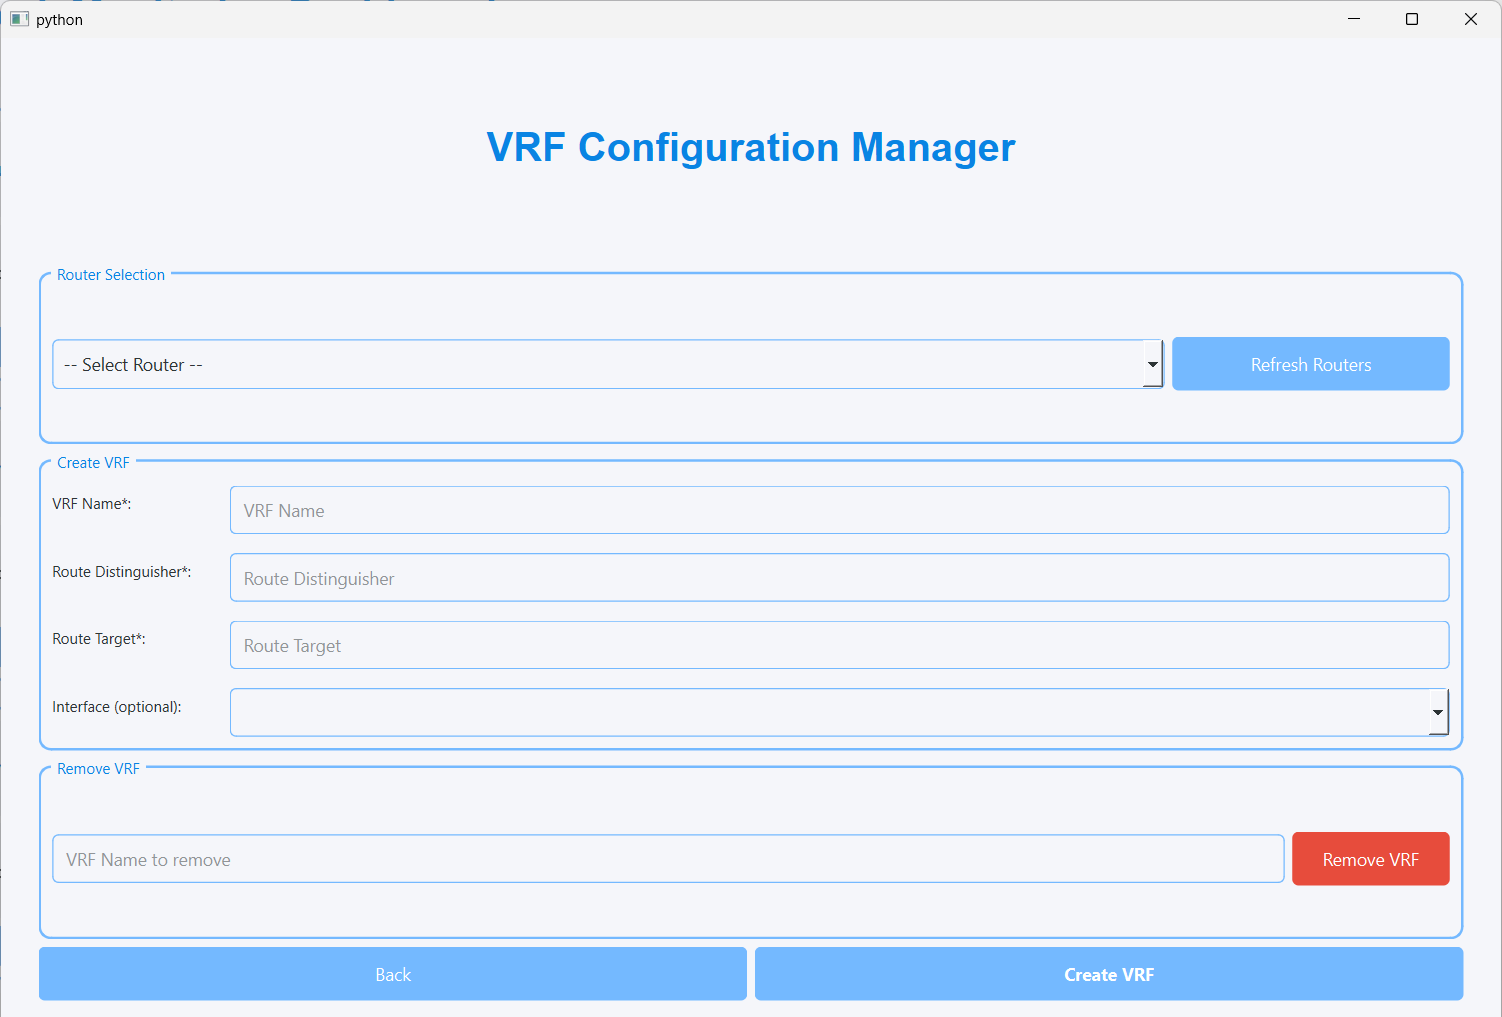 python
VRF Configuration Manager
Router Selection
-- Select Router --
Refresh Routers
Create VRF
VRF Name*:
VRF Name
Route Distinguisher*:
Route Distinguisher
Route Target*:
Route Target
Interface (optional):
Remove VRF
VRF Name to remove
Remove VRF
Back
Create VRF